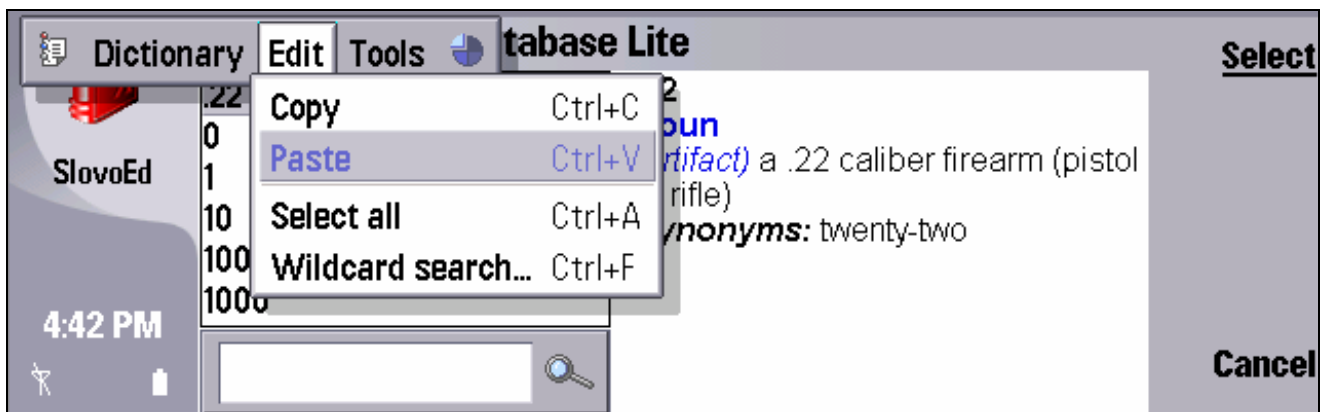 Dictionary Edit Tools tabase Lite
Select
SlovoEd
.22
0
1
10
100
1000
Copy Ctrl+C
Paste Ctrl+V
Select all Ctrl+A
Wildcard search... Ctrl+F
2
oun
rtifact) a .22 caliber firearm (pistol
rifle)
ynonyms: twenty-two
4:42 PM
Cancel